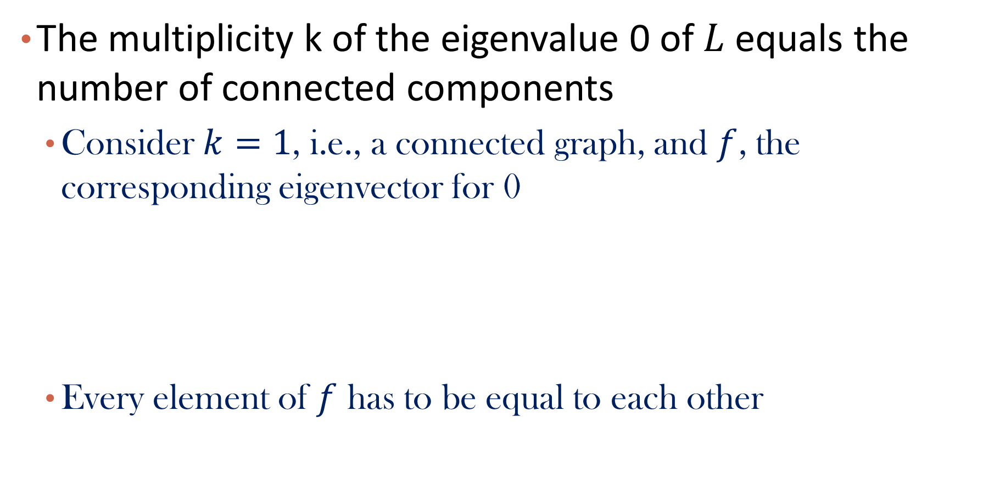 • The multiplicity k of the eigenvalue 0 of L equals the
number of connected components
• Consider k = 1, i.e., a connected graph, and f, the
corresponding eigenvector for 0
• Every element of f has to be equal to each other